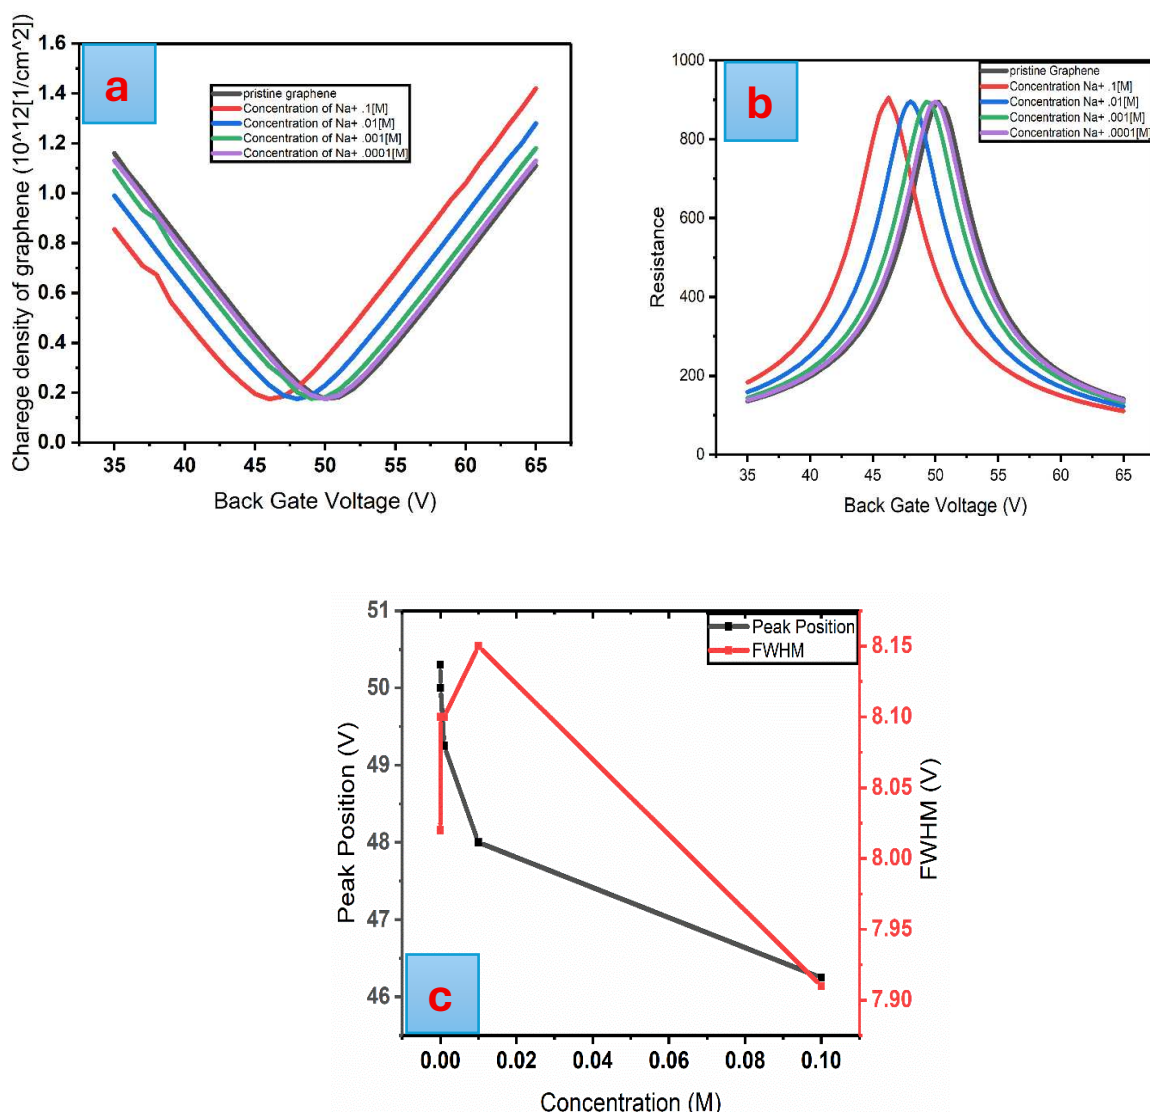 a
Charege density of graphene (10^12[1/cm^2])
1.6
1.4
1.2
1.0
0.8
0.6
0.4
0.2
0.0
pristine graphene
Concentration of Na+ .1[M]
Concentration of Na+ .01[M]
Concentration of Na+ .001[M]
Concentration of Na+ .0001[M]
35 40 45 50 55 60 65
Back Gate Voltage (V)
b
Resistance
1000
800
600
400
200
0
pristine Graphene
Concentration Na+ .1[M]
Concentration Na+ .01[M]
Concentration Na+ .001[M]
Concentration Na+ .0001[M]
35 40 45 50 55 60 65
Back Gate Voltage (V)
c
Peak Position (V)
51
50
49
48
47
46
Peak Position
FWHM
8.15
8.10
8.05
8.00
7.95
7.90
FWHM (V)
0.00 0.02 0.04 0.06 0.08 0.10
Concentration (M)